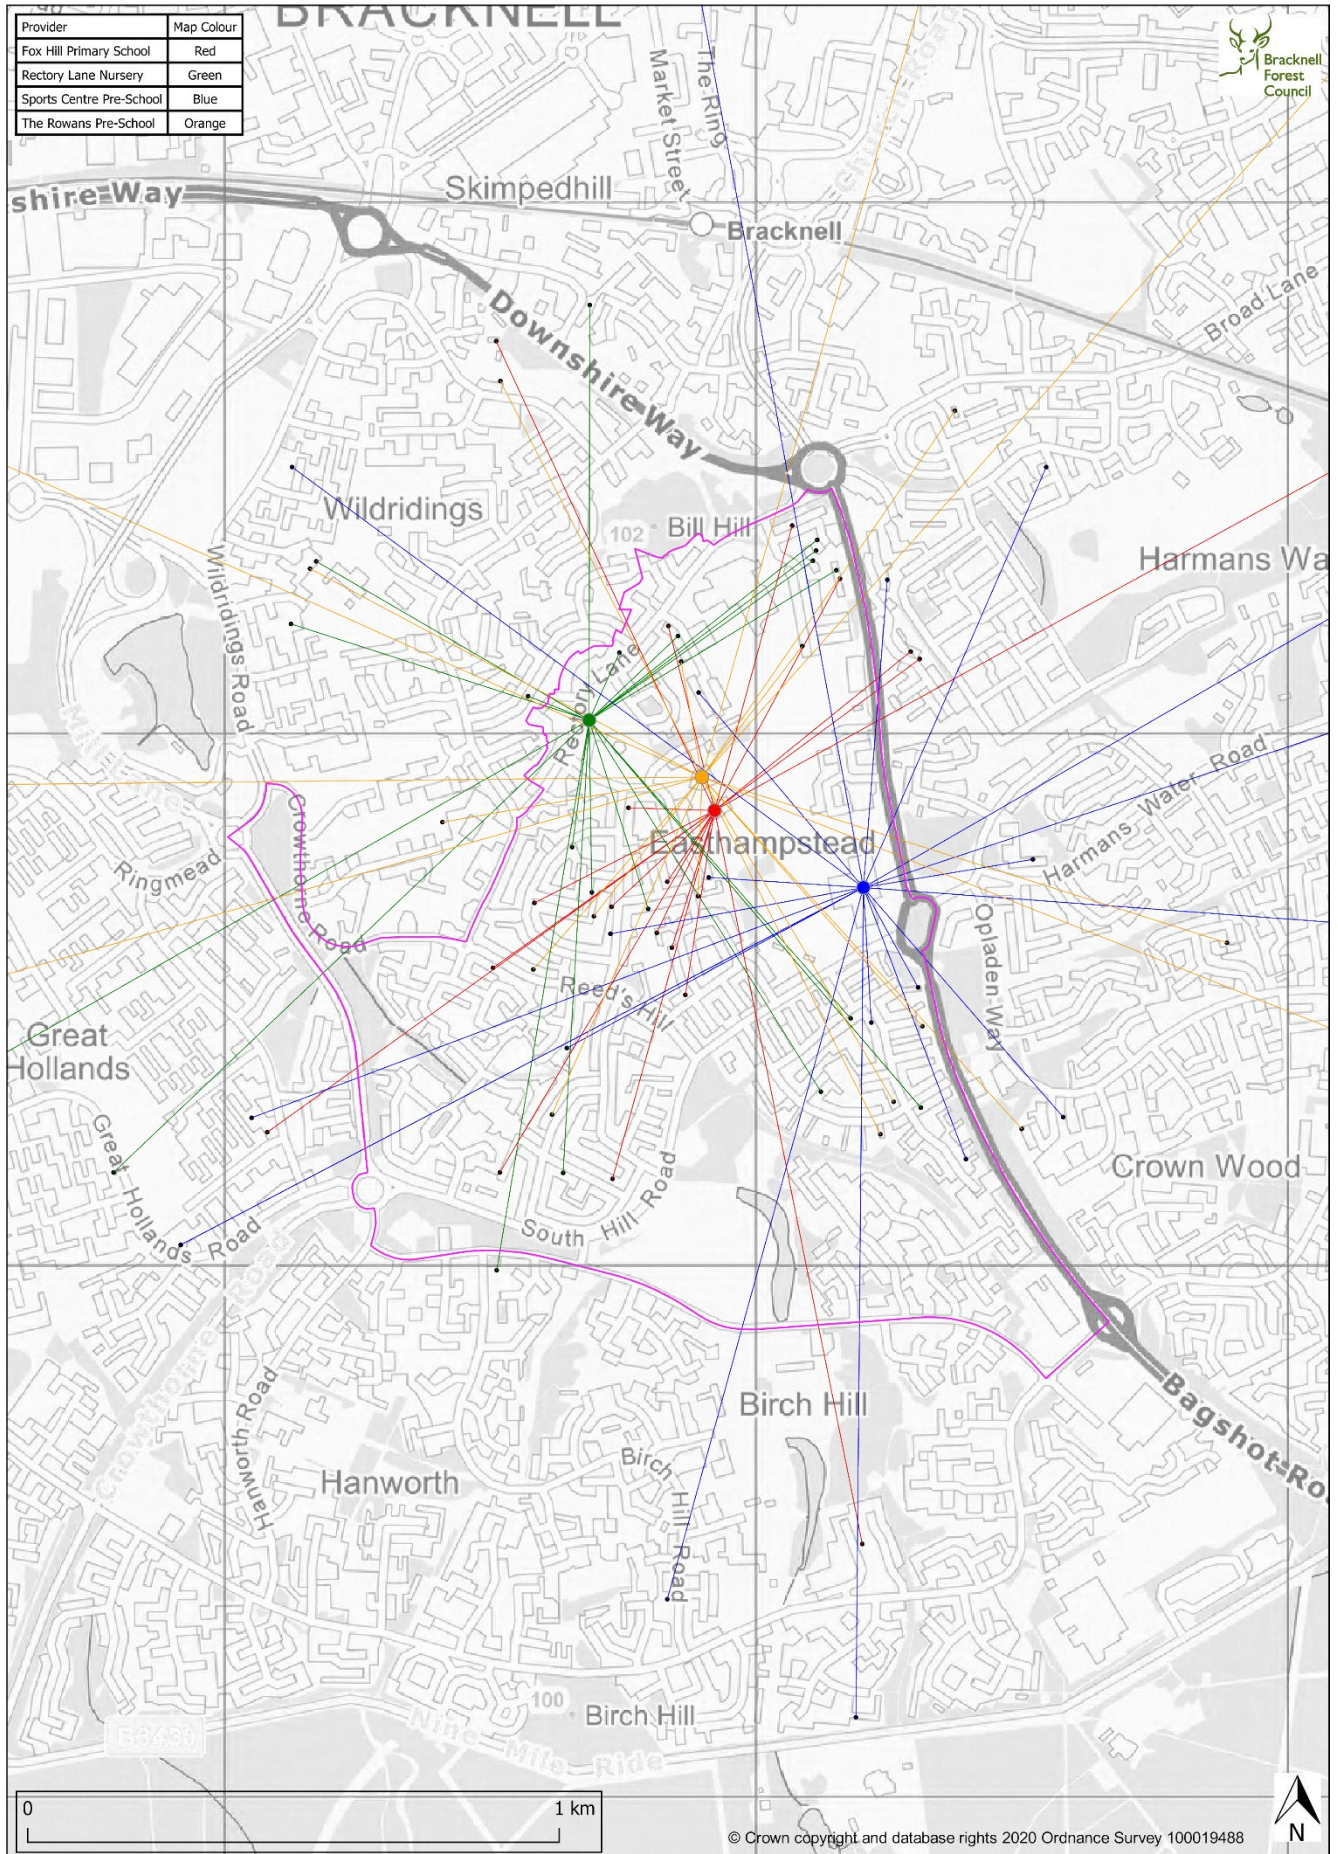 BRACKNELL
Provider Map Colour
Fox Hill Primary School Red
Rectory Lane Nursery Green
Sports Centre Pre-School Blue
The Rowans Pre-School Orange
Bracknell
Forest
Council
The Ring
Market Street
Skimpedhill
shire Way
Bracknell
Broad Lane
Downshire Way
Wildridings
102
Bill Hill
Harmans Wa
Wildridings Road
Rectory Lane
Harmans Water Road
Ringmead
Crowthorne Road
Easthampstead
Opladen Way
Reed's Hill
Great
Hollands
Great Hollands Road
Crown Wood
South Hill Road
Crowthorne Road
Birch Hill
Bagshot Ro
Hanworth Road
Hanworth
Birch Hill Road
100
Birch Hill
Nine Mile Ride
B3430
0 1 km
© Crown copyright and database rights 2020 Ordnance Survey 100019488
N